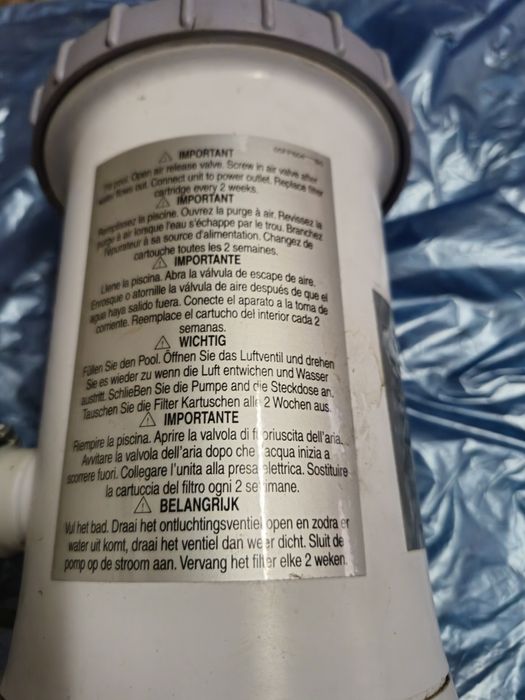 ⚠ IMPORTANT
Fill pool. Open air release valve. Screw in air valve after
water flows out. Connect unit to power outlet. Replace filter
cartridge every 2 weeks.
⚠ IMPORTANT
Remplissez la piscine. Ouvrez la purge à air. Revissez la
purge à air lorsque l'eau s'échappe par le trou. Branchez
l'épurateur à sa source d'alimentation. Changez de
cartouche toutes les 2 semaines.
⚠ IMPORTANTE
Llene la piscina. Abra la válvula de escape de aire.
Enrosque o atornille la válvula de aire después de que el
agua haya salido fuera. Conecte el aparato a la toma de
corriente. Reemplace el cartucho del interior cada 2
semanas.
⚠ WICHTIG
Füllen Sie den Pool. Öffnen Sie das Luftventil und drehen
Sie es wieder zu wenn die Luft entwichen und Wasser
austritt. SchließBen Sie die Pumpe and die Steckdose an.
Tauschen Sie die Filter Kartuschen alle 2 Wochen aus.
⚠ IMPORTANTE
Riempire la piscina. Aprire la valvola di fuoriuscita dell'aria.
Avvitare la valvola dell'aria dopo che l'acqua inizia a
scorrere fuori. Collegare l'unita alla presa elettrica. Sostituire
la cartuccia del filtro ogni 2 settimane.
⚠ BELANGRIJK
Vul het bad. Draai het ontluchtingsventiel open en zodra er
water uit komt, draai het ventiel dan weer dicht. Sluit de
pomp op de stroom aan. Vervang het filter elke 2 weken.